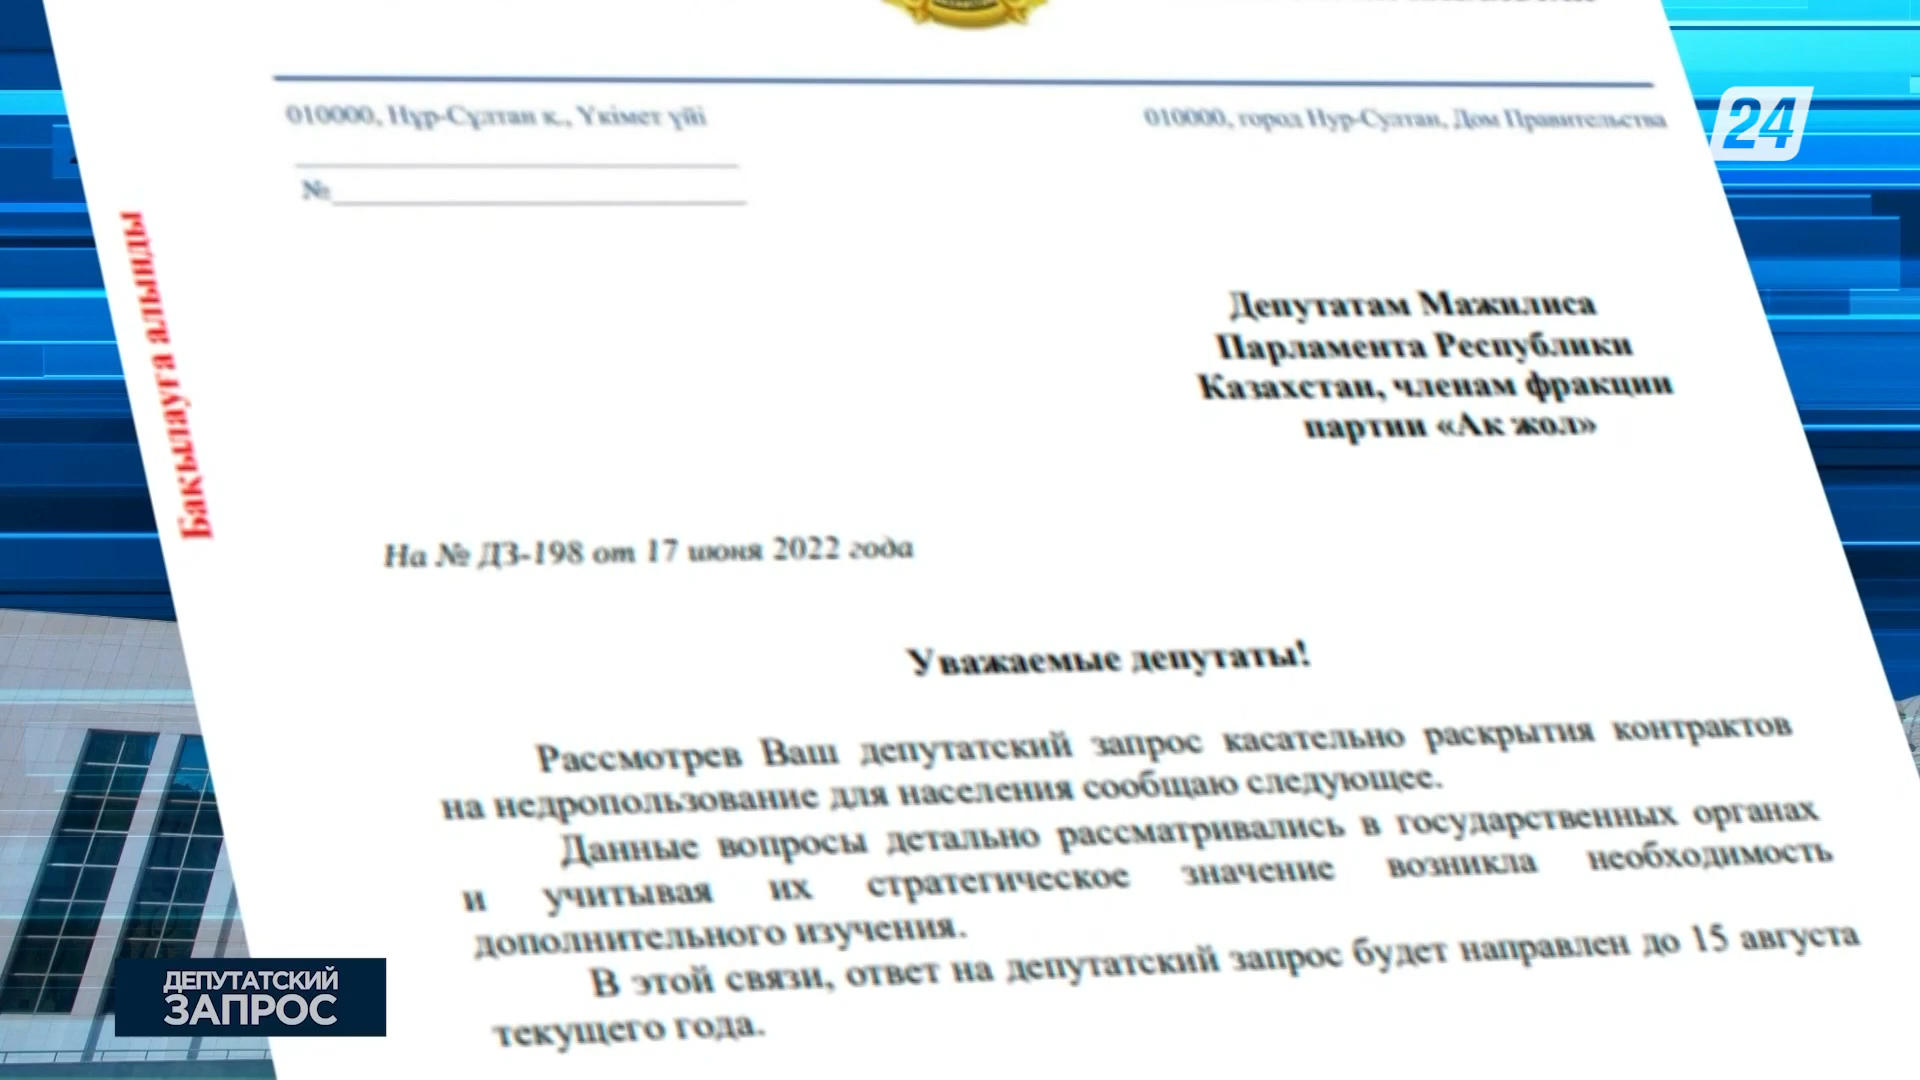 010000, Нұр-Сұлтан қ., Үкімет үйі
010000, город Нур-Султан, Дом Правительства
24
№
Бақылауға алынды
Депутатам Мажилиса
Парламента Республики
Казахстан, членам фракции
партии «Ак жол»
На № ДЗ-198 от 17 июня 2022 года
Уважаемые депутаты!
Рассмотрев Ваш депутатский запрос касательно раскрытия контрактов
на недропользование для населения сообщаю следующее.
Данные вопросы детально рассматривались в государственных органах
и учитывая их стратегическое значение возникла необходимость
дополнительного изучения.
В этой связи, ответ на депутатский запрос будет направлен до 15 августа
текущего года.
ДЕПУТАТСКИЙ
ЗАПРОС